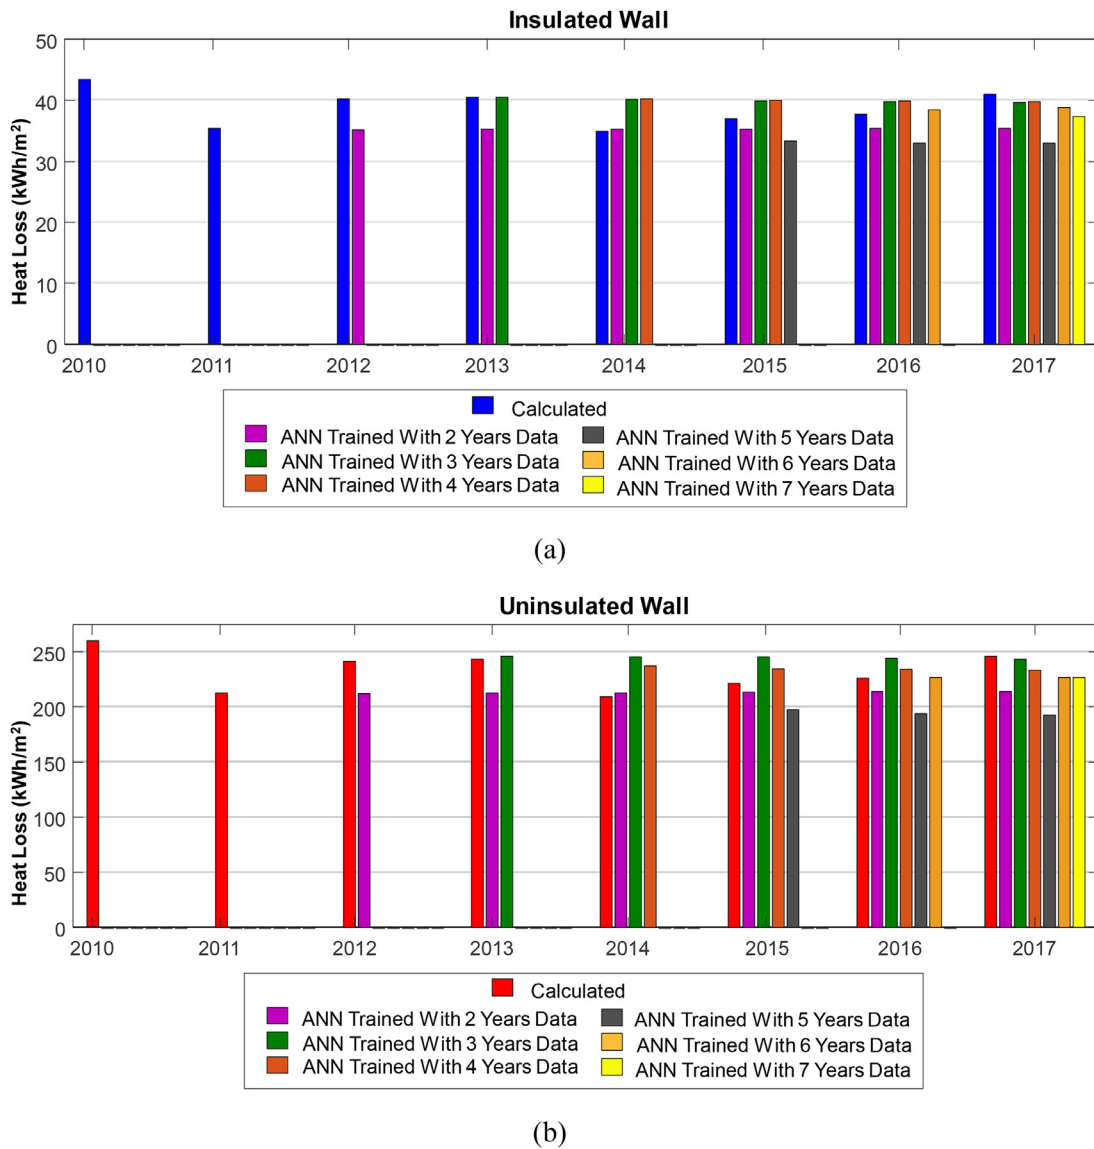 Insulated Wall
50
40
30
20
10
0
Heat Loss (kWh/m²)
2010 2011 2012 2013 2014 2015 2016 2017
Calculated
ANN Trained With 2 Years Data ANN Trained With 5 Years Data
ANN Trained With 3 Years Data ANN Trained With 6 Years Data
ANN Trained With 4 Years Data ANN Trained With 7 Years Data
(a)
Uninsulated Wall
250
200
150
100
50
0
Heat Loss (kWh/m²)
2010 2011 2012 2013 2014 2015 2016 2017
Calculated
ANN Trained With 2 Years Data ANN Trained With 5 Years Data
ANN Trained With 3 Years Data ANN Trained With 6 Years Data
ANN Trained With 4 Years Data ANN Trained With 7 Years Data
(b)